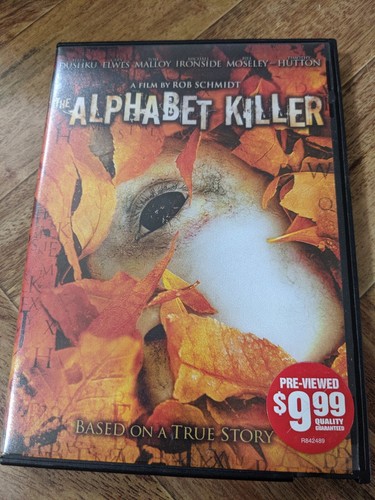 DUSHKU ELWES MALLOY IRONSIDE MOSELEY HUTTON
A FILM BY ROB SCHMIDT
THE ALPHABET KILLER
PRE-VIEWED
$9.99
QUALITY
GUARANTEED
R842489
BASED ON A TRUE STORY